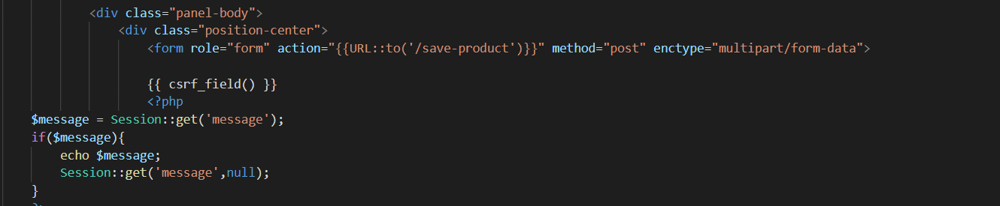 <div class="panel-body">
<div class="position-center">
<form role="form" action="{{URL::to('/save-product')}}" method="post" enctype="multipart/form-data">
{{ csrf_field() }}
<?php
$message = Session::get('message');
if($message){
echo $message;
Session::get('message',null);
}